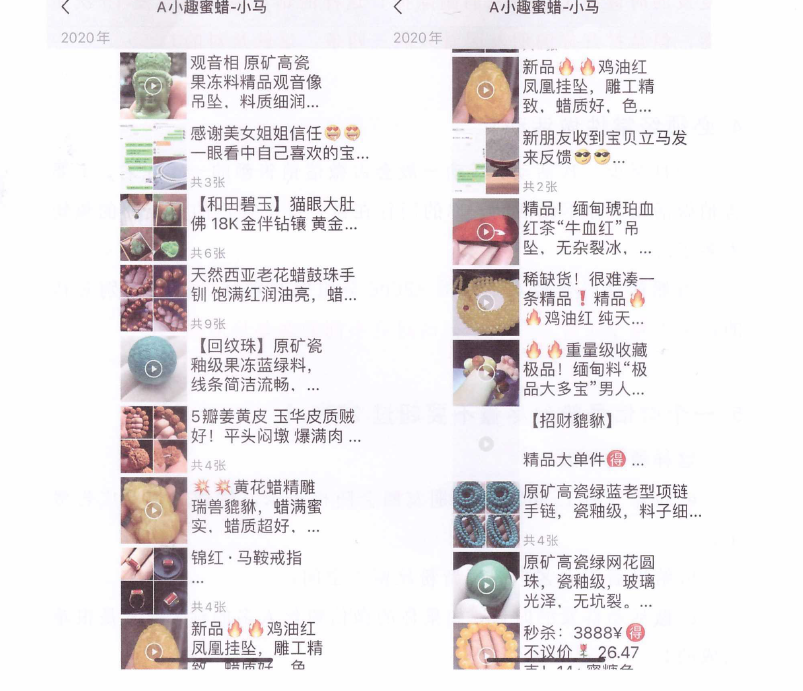 A小趣蜜蜡-小马
2020年
观音相 原矿高瓷
果冻料精品观音像
吊坠，料质细润...
感谢美女姐姐信任😍😍
一眼看中自己喜欢的宝...
共3张
【和田碧玉】猫眼大肚
佛 18K金伴钻镶 黄金...
共6张
天然西亚老花蜡鼓珠手
钏 饱满红润油亮，蜡...
共9张
【回纹珠】原矿瓷
釉级果冻蓝绿料，
线条简洁流畅，...
5瓣姜黄皮 玉华皮质贼
好！平头闷墩 爆满肉 ...
共4张
💥💥黄花蜡精雕
瑞兽貔貅，蜡满蜜
实，蜡质超好，...
锦红·马鞍戒指
...
共4张
新品🔥🔥鸡油红
凤凰挂坠，雕工精
致，蜡质好，色
A小趣蜜蜡-小马
2020年
新品🔥🔥鸡油红
凤凰挂坠，雕工精
致，蜡质好，色...
新朋友收到宝贝立马发
来反馈😎😎...
共2张
精品！缅甸琥珀血
红茶“牛血红”吊
坠，无杂裂冰，...
稀缺货！很难凑一
条精品❗精品🔥
🔥鸡油红 纯天...
🔥🔥重量级收藏
极品！缅甸料“极
品大多宝”男人...
【招财貔貅】
精品大单件🉐 ...
原矿高瓷绿蓝老型项链
手链，瓷釉级，料子细...
共4张
原矿高瓷绿网花圆
珠，瓷釉级，玻璃
光泽，无坑裂。...
秒杀：3888¥🉐
不议价🌷 26.47